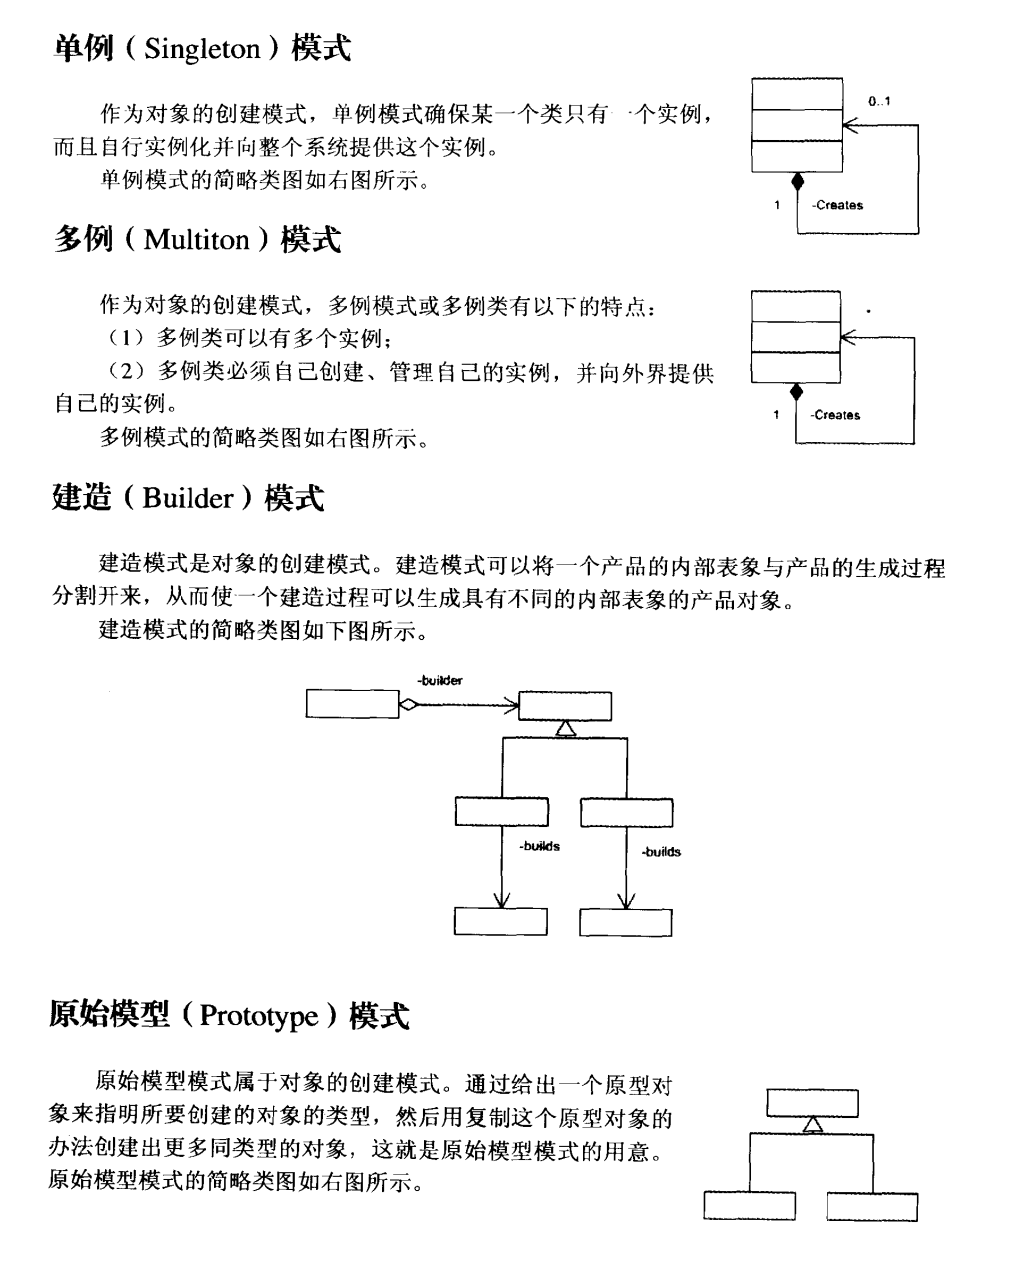 单例（Singleton）模式
作为对象的创建模式，单例模式确保某一个类只有一个实例，
而且自行实例化并向整个系统提供这个实例。
单例模式的简略类图如右图所示。
0..1
1 -Creates
多例（Multiton）模式
作为对象的创建模式，多例模式或多例类有以下的特点：
（1）多例类可以有多个实例；
（2）多例类必须自己创建、管理自己的实例，并向外界提供
自己的实例。
多例模式的简略类图如右图所示。
1 -Creates
建造（Builder）模式
建造模式是对象的创建模式。建造模式可以将一个产品的内部表象与产品的生成过程
分割开来，从而使一个建造过程可以生成具有不同的内部表象的产品对象。
建造模式的简略类图如下图所示。
-builder
-builds
-builds
原始模型（Prototype）模式
原始模型模式属于对象的创建模式。通过给出一个原型对
象来指明所要创建的对象的类型，然后用复制这个原型对象的
办法创建出更多同类型的对象，这就是原始模型模式的用意。
原始模型模式的简略类图如右图所示。